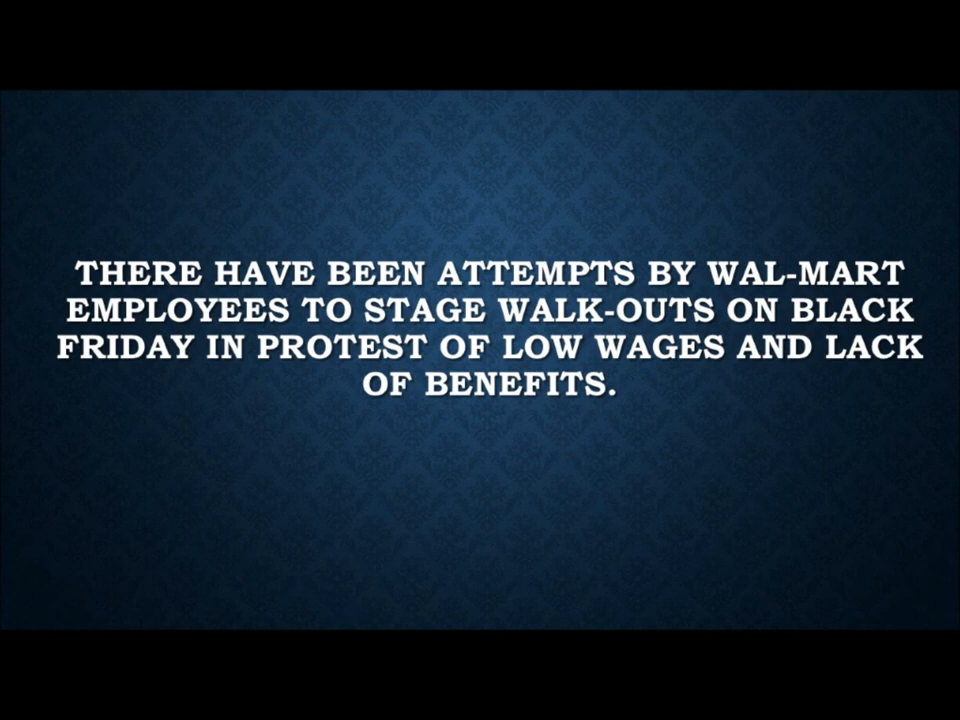 THERE HAVE BEEN ATTEMPTS BY WAL-MART
EMPLOYEES TO STAGE WALK-OUTS ON BLACK
FRIDAY IN PROTEST OF LOW WAGES AND LACK
OF BENEFITS.